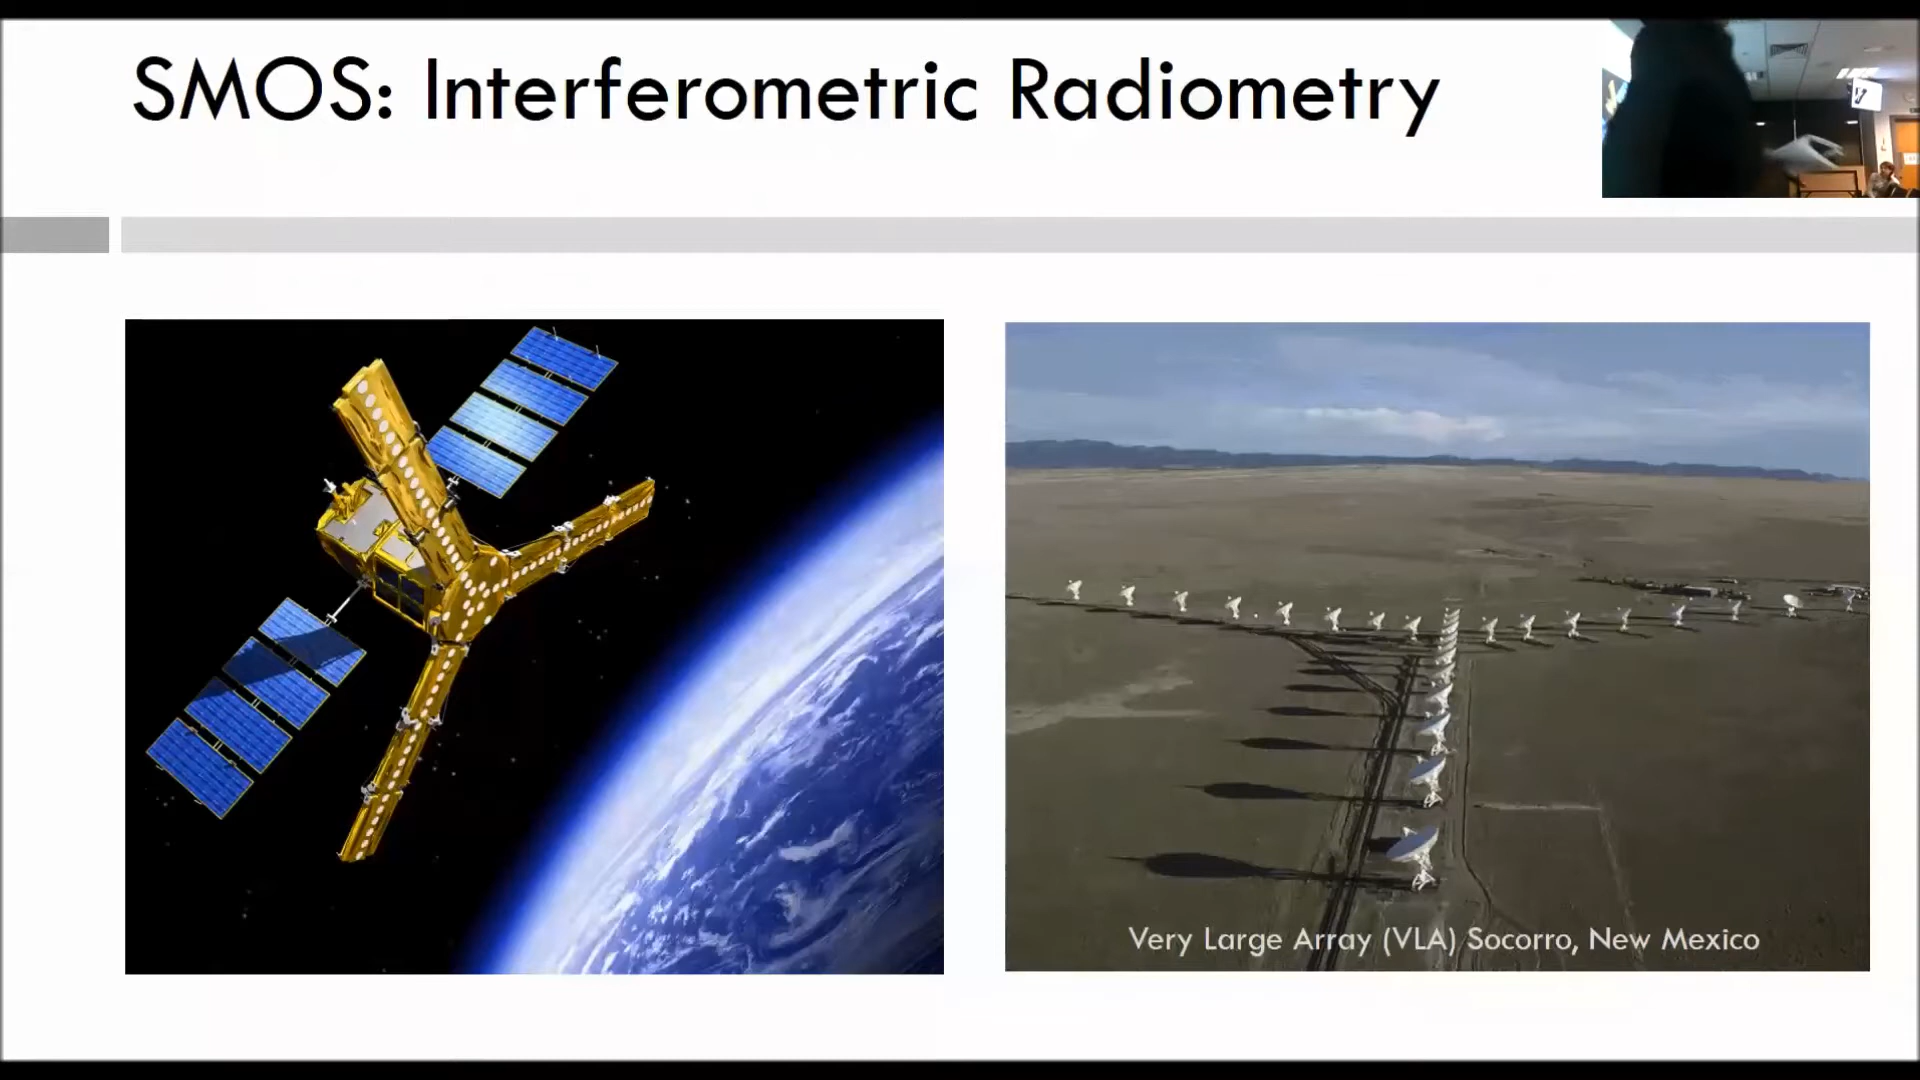 SMOS: Interferometric Radiometry
Very Large Array (VLA) Socorro, New Mexico